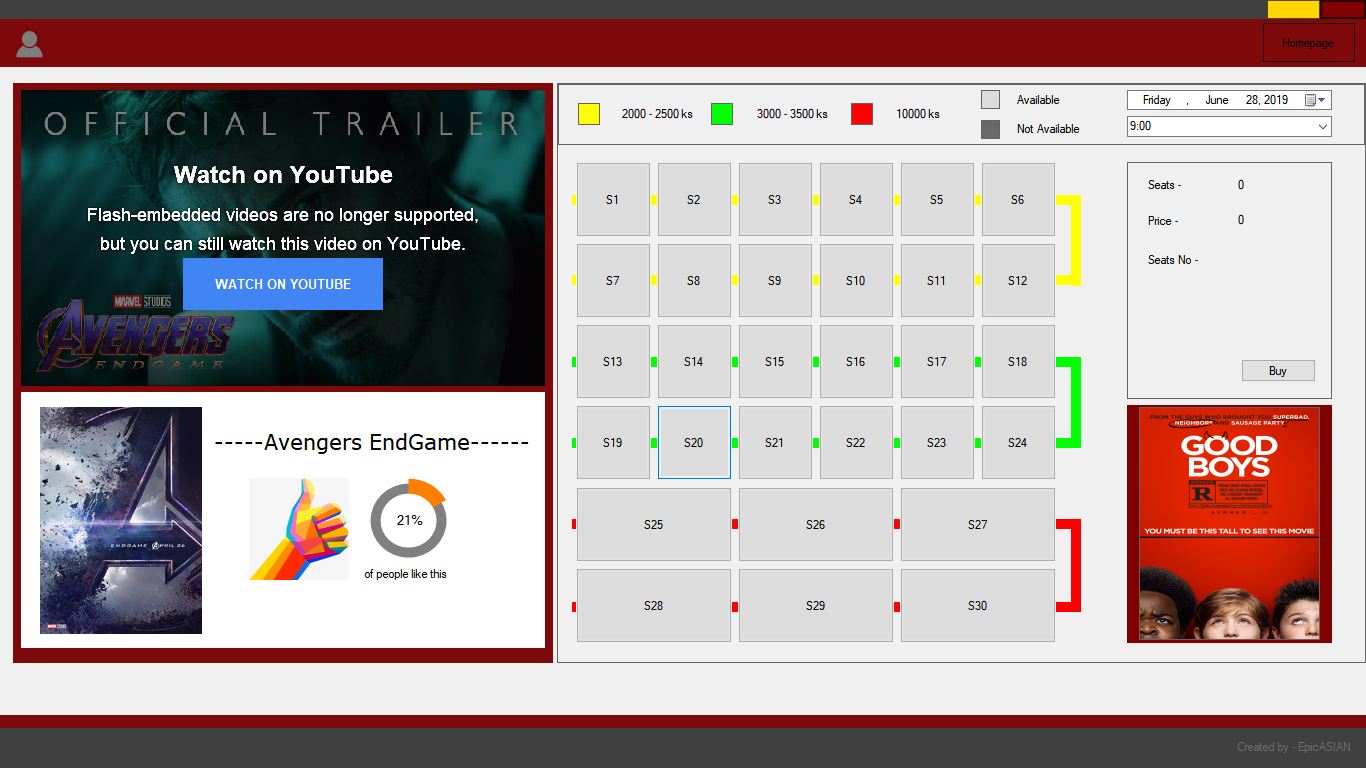 Homepage
OFFICIAL TRAILER
Watch on YouTube
Flash-embedded videos are no longer supported,
but you can still watch this video on YouTube.
WATCH ON YOUTUBE
MARVEL STUDIOS
AVENGERS
ENDGAME
-----Avengers EndGame------
ENDGAME APRIL 26
21%
of people like this
2000 - 2500 ks
3000 - 3500 ks
10000 ks
Available
Not Available
Friday , June 28, 2019
9:00
S1 S2 S3 S4 S5 S6
S7 S8 S9 S10 S11 S12
S13 S14 S15 S16 S17 S18
S19 S20 S21 S22 S23 S24
S25 S26 S27
S28 S29 S30
Seats - 0
Price - 0
Seats No -
Buy
FROM THE GUYS WHO BROUGHT YOU SUPERBAD,
NEIGHBORS AND SAUSAGE PARTY
GOOD
BOYS
R
SUMMER
YOU MUST BE THIS TALL TO SEE THIS MOVIE
Created by - EpicASIAN